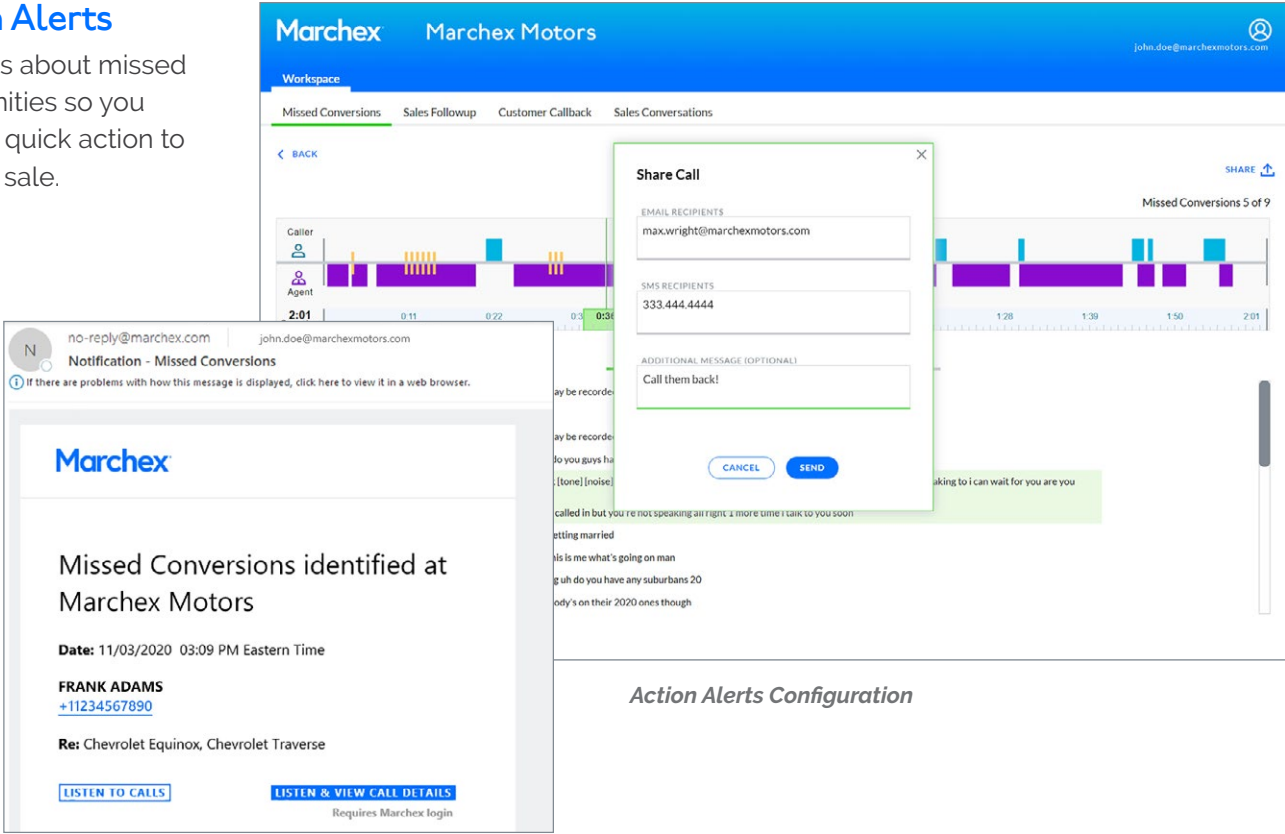 Alerts
s about missed
nities so you
quick action to
sale.
Marchex Marchex Motors
john.doe@marchexmotors.com
Workspace
Missed Conversions Sales Followup Customer Callback Sales Conversations
BACK
SHARE
Missed Conversions 5 of 9
Caller
Agent
2:01 0:11 0:22 0:3 0:36 1:28 1:39 1:50 2:01
Share Call
EMAIL RECIPIENTS
max.wright@marchexmotors.com
SMS RECIPIENTS
333.444.4444
ADDITIONAL MESSAGE (OPTIONAL)
Call them back!
CANCEL SEND
ay be recorde
ay be recorde
do you guys ha
[tone] [noise] aking to i can wait for you are you
called in but you're not speaking all right 1 more time i talk to you soon
etting married
his is me what's going on man
g uh do you have any suburbans 20
ody's on their 2020 ones though
N
no-reply@marchex.com john.doe@marchexmotors.com
Notification - Missed Conversions
If there are problems with how this message is displayed, click here to view it in a web browser.
Marchex
Missed Conversions identified at
Marchex Motors
Date: 11/03/2020 03:09 PM Eastern Time
FRANK ADAMS
+11234567890
Re: Chevrolet Equinox, Chevrolet Traverse
LISTEN TO CALLS LISTEN & VIEW CALL DETAILS
Requires Marchex login
Action Alerts Configuration